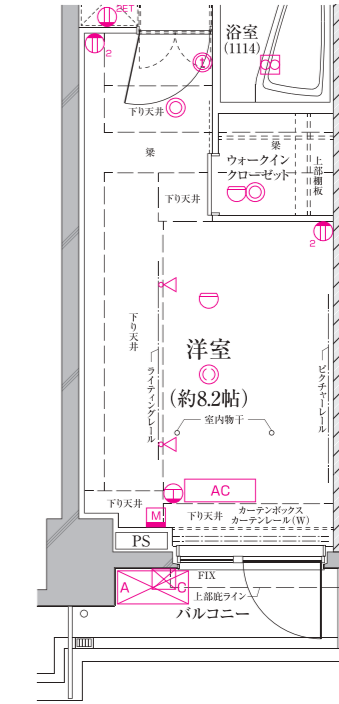 2ET
2
浴室
(1114)
1
下り天井
梁
梁
ウォークイン
クローゼット
上部棚板
下り天井
2
下り天井
ライティングレール
洋室
(約8.2帖)
ピクチャーレール
室内物干
AC
下り天井
M
下り天井
カーテンボックス
カーテンレール(W)
PS
A C
FIX
上部庇ライン
バルコニー